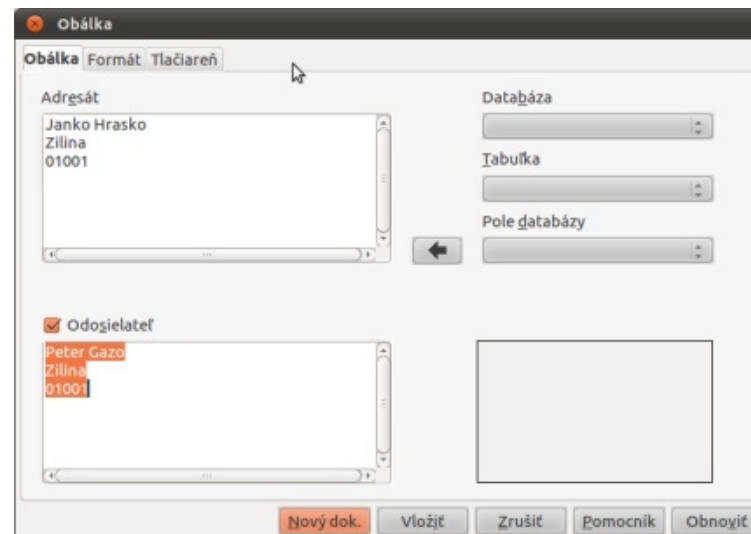 Obálka
Obálka Formát Tlačiareň
Adresát
Janko Hrasko
Zilina
01001
Databáza
Tabuľka
Pole databázy
Odosielateľ
Peter Gazo
Zilina
01001
Nový dok. Vložiť Zrušiť Pomocník Obnoviť